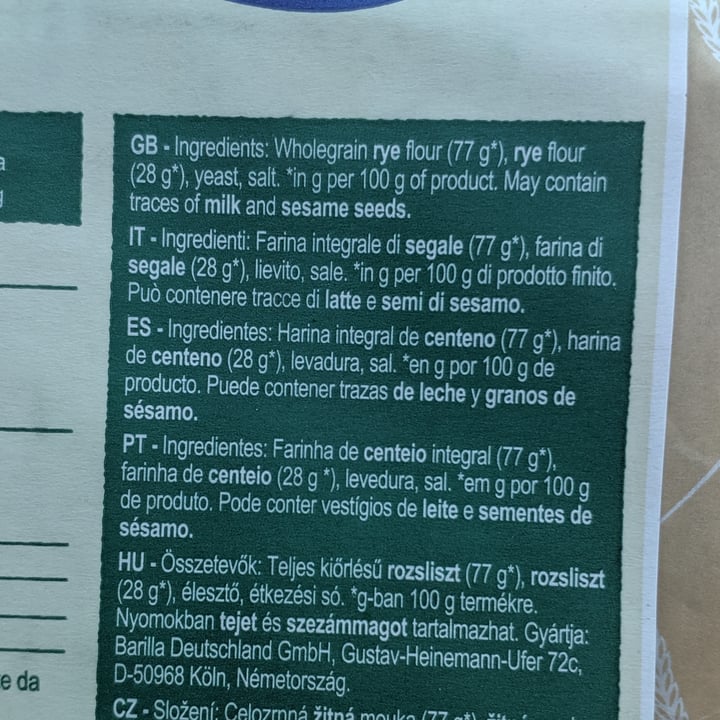 GB - Ingredients: Wholegrain rye flour (77 g*), rye flour
(28 g*), yeast, salt. *in g per 100 g of product. May contain
traces of milk and sesame seeds.
IT - Ingredienti: Farina integrale di segale (77 g*), farina di
segale (28 g*), lievito, sale. *in g per 100 g di prodotto finito.
Può contenere tracce di latte e semi di sesamo.
ES - Ingredientes: Harina integral de centeno (77 g*), harina
de centeno (28 g*), levadura, sal. *en g por 100 g de
producto. Puede contener trazas de leche y granos de
sésamo.
PT - Ingredientes: Farinha de centeio integral (77 g*),
farinha de centeio (28 g *), levedura, sal. *em g por 100 g
de produto. Pode conter vestígios de leite e sementes de
sésamo.
HU - Összetevők: Teljes kiőrlésű rozsliszt (77 g*), rozsliszt
(28 g*), élesztő, étkezési só. *g-ban 100 g termékre.
Nyomokban tejet és szezámmagot tartalmazhat. Gyártja:
Barilla Deutschland GmbH, Gustav-Heinemann-Ufer 72c,
D-50968 Köln, Németország.
CZ - Složení: Celozrnná žitná mouka (77 g*),
da